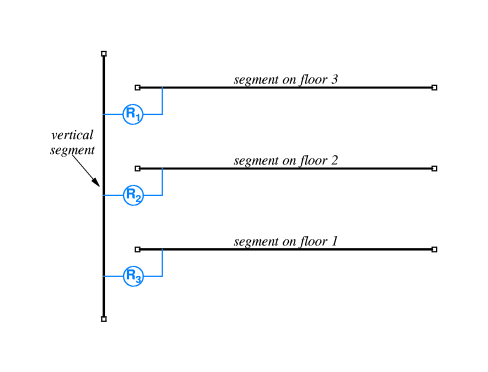 segment on floor 3
R1
vertical
segment
segment on floor 2
R2
segment on floor 1
R3